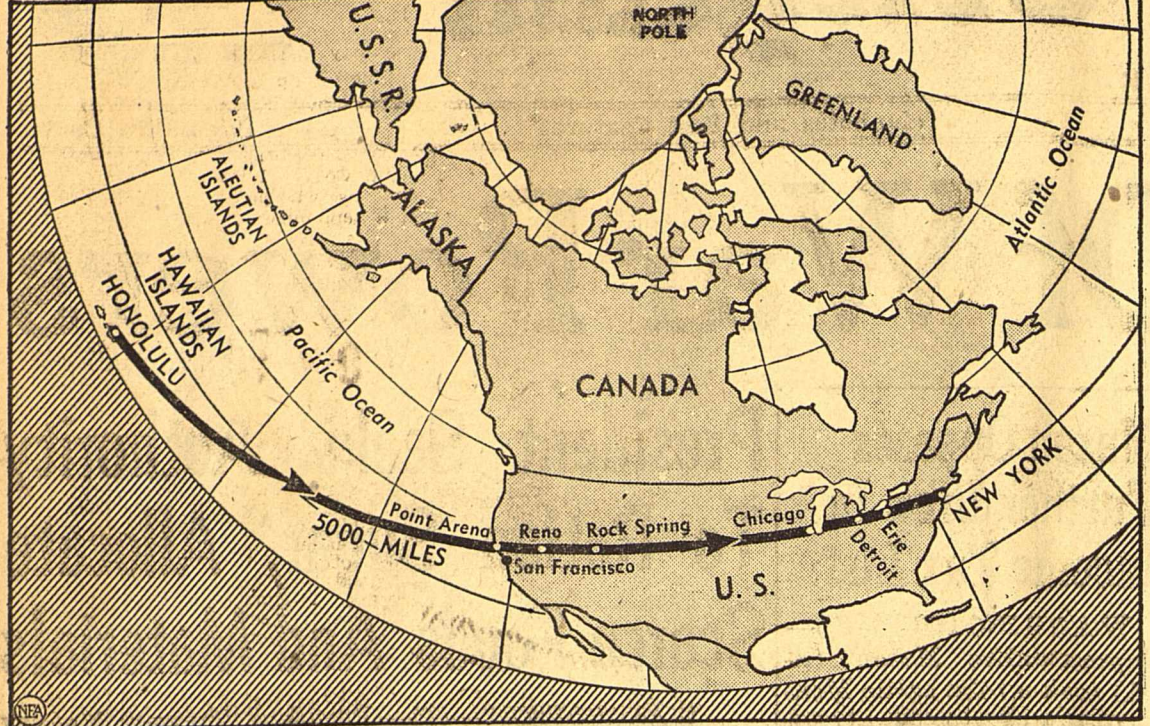 NORTH
POLE
U. S. S. R.
GREENLAND
Atlantic Ocean
ALEUTIAN
ISLANDS
ALASKA
HAWAIIAN
ISLANDS
HONOLULU
Pacific Ocean
CANADA
NEW YORK
Point Arena
Reno
Rock Spring
Chicago
Erie
Detroit
5000 MILES
San Francisco
U. S.
NEA